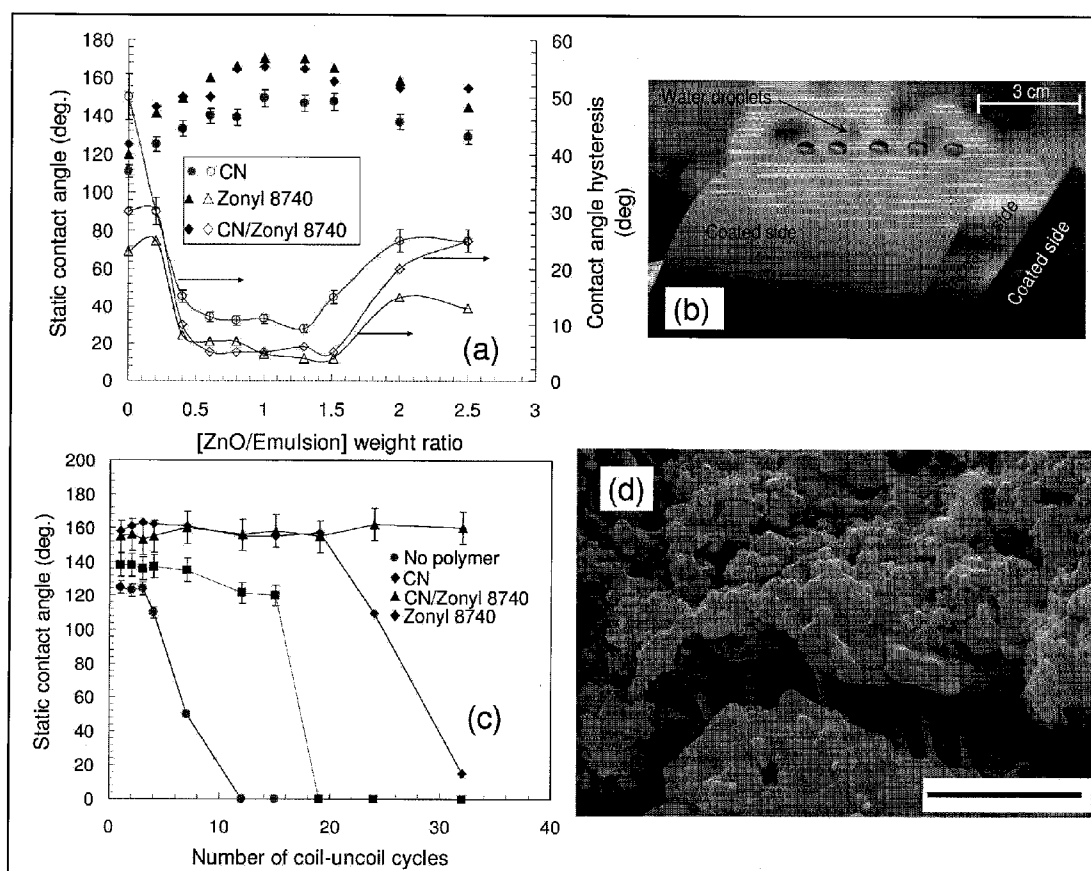 180
160
140
120
100
80
60
40
20
0
Static contact angle (deg.)
0
0.5
1
1.5
2
2.5
3
[ZnO/Emulsion] weight ratio
60
50
40
30
20
10
0
Contact angle hysteresis
(deg)
CN
Zonyl 8740
CN/Zonyl 8740
(a)
Water droplets
3 cm
Coated side
side
Coated side
(b)
200
180
160
140
120
100
80
60
40
20
0
Static contact angle (deg.)
0
10
20
30
40
Number of coil-uncoil cycles
No polymer
CN
CN/Zonyl 8740
Zonyl 8740
(c)
(d)